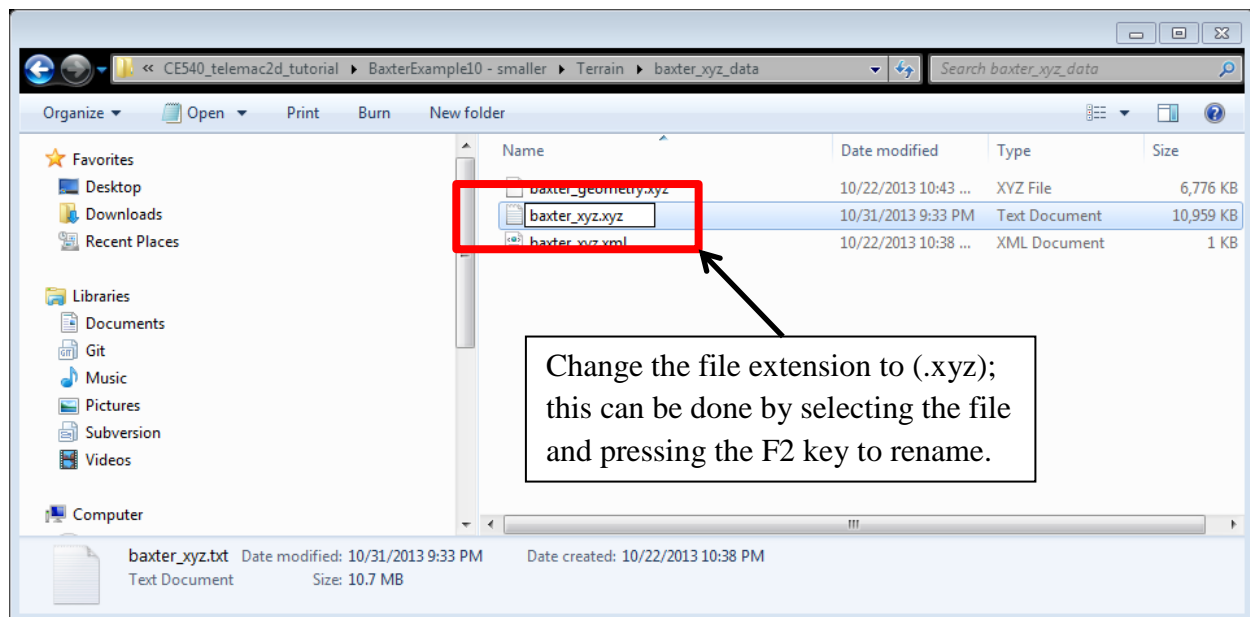 « CE540_telemac2d_tutorial ▸ BaxterExample10 - smaller ▸ Terrain ▸ baxter_xyz_data
Search baxter_xyz_data
Organize ▾ Open ▾ Print Burn New folder
Favorites
Desktop
Downloads
Recent Places
Libraries
Documents
Git
Music
Pictures
Subversion
Videos
Computer
Name Date modified Type Size
baxter_geometry.xyz 10/22/2013 10:43 ... XYZ File 6,776 KB
baxter_xyz.xyz 10/31/2013 9:33 PM Text Document 10,959 KB
baxter_xyz.xml 10/22/2013 10:38 ... XML Document 1 KB
Change the file extension to (.xyz);
this can be done by selecting the file
and pressing the F2 key to rename.
baxter_xyz.txt Date modified: 10/31/2013 9:33 PM Date created: 10/22/2013 10:38 PM
Text Document Size: 10.7 MB